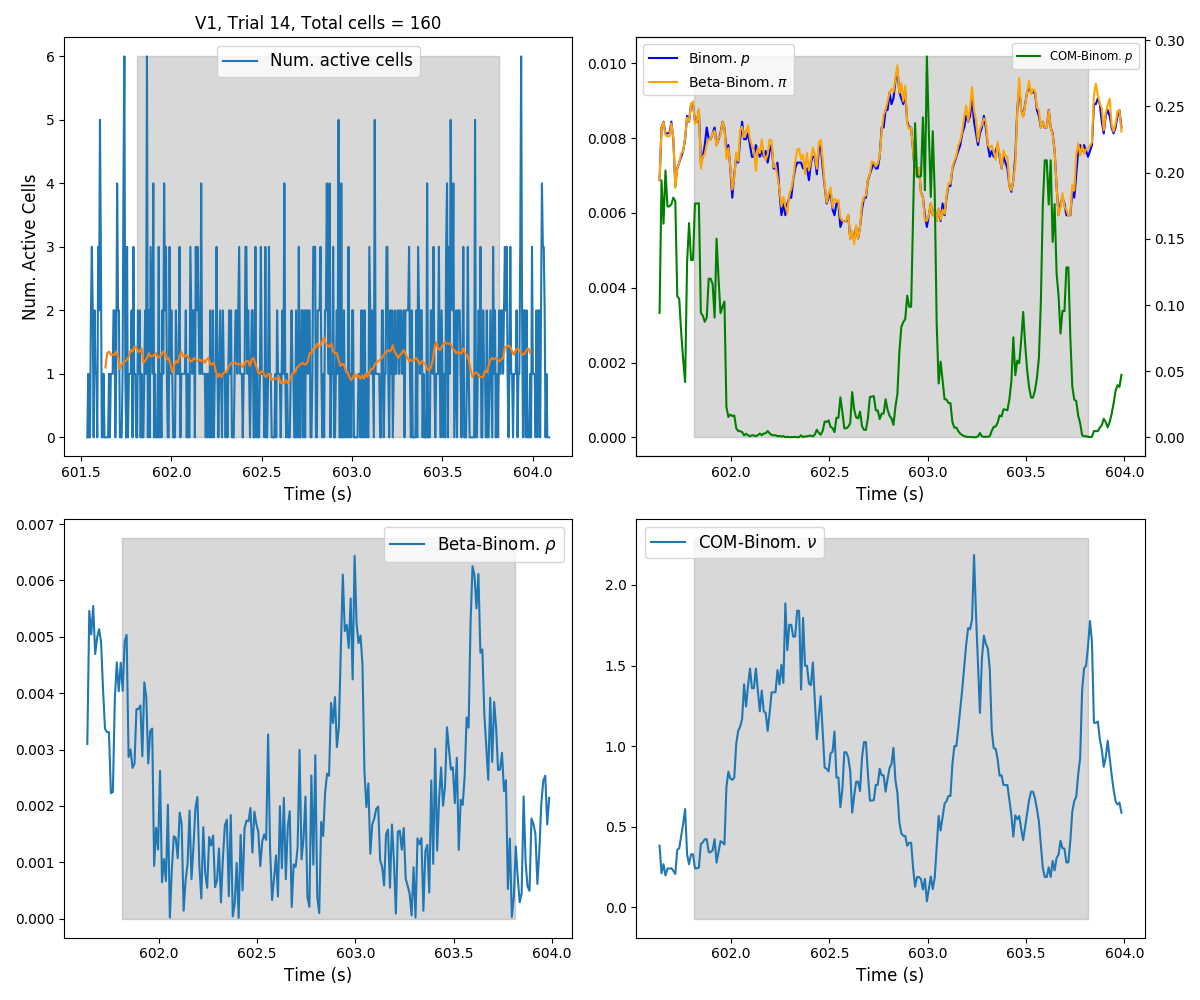 V1, Trial 14, Total cells = 160
Num. active cells
Num. Active Cells
6
5
4
3
2
1
0
601.5 602.0 602.5 603.0 603.5 604.0
Time (s)
Binom. p
Beta-Binom. π
COM-Binom. p
0.010
0.008
0.006
0.004
0.002
0.000
0.30
0.25
0.20
0.15
0.10
0.05
0.00
602.0 602.5 603.0 603.5 604.0
Time (s)
Beta-Binom. ρ
0.007
0.006
0.005
0.004
0.003
0.002
0.001
0.000
602.0 602.5 603.0 603.5 604.0
Time (s)
COM-Binom. ν
2.0
1.5
1.0
0.5
0.0
602.0 602.5 603.0 603.5 604.0
Time (s)